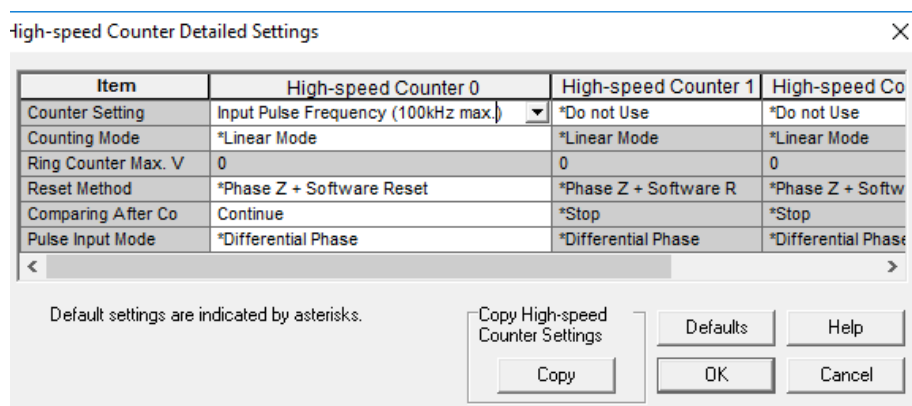 High-speed Counter Detailed Settings
Item High-speed Counter 0 High-speed Counter 1 High-speed Co
Counter Setting Input Pulse Frequency (100kHz max.) *Do not Use *Do not Use
Counting Mode *Linear Mode *Linear Mode *Linear Mode
Ring Counter Max. V 0 0 0
Reset Method *Phase Z + Software Reset *Phase Z + Software R *Phase Z + Softw
Comparing After Co Continue *Stop *Stop
Pulse Input Mode *Differential Phase *Differential Phase *Differential Phase
Default settings are indicated by asterisks.
Copy High-speed
Counter Settings
Copy
Defaults Help
OK Cancel